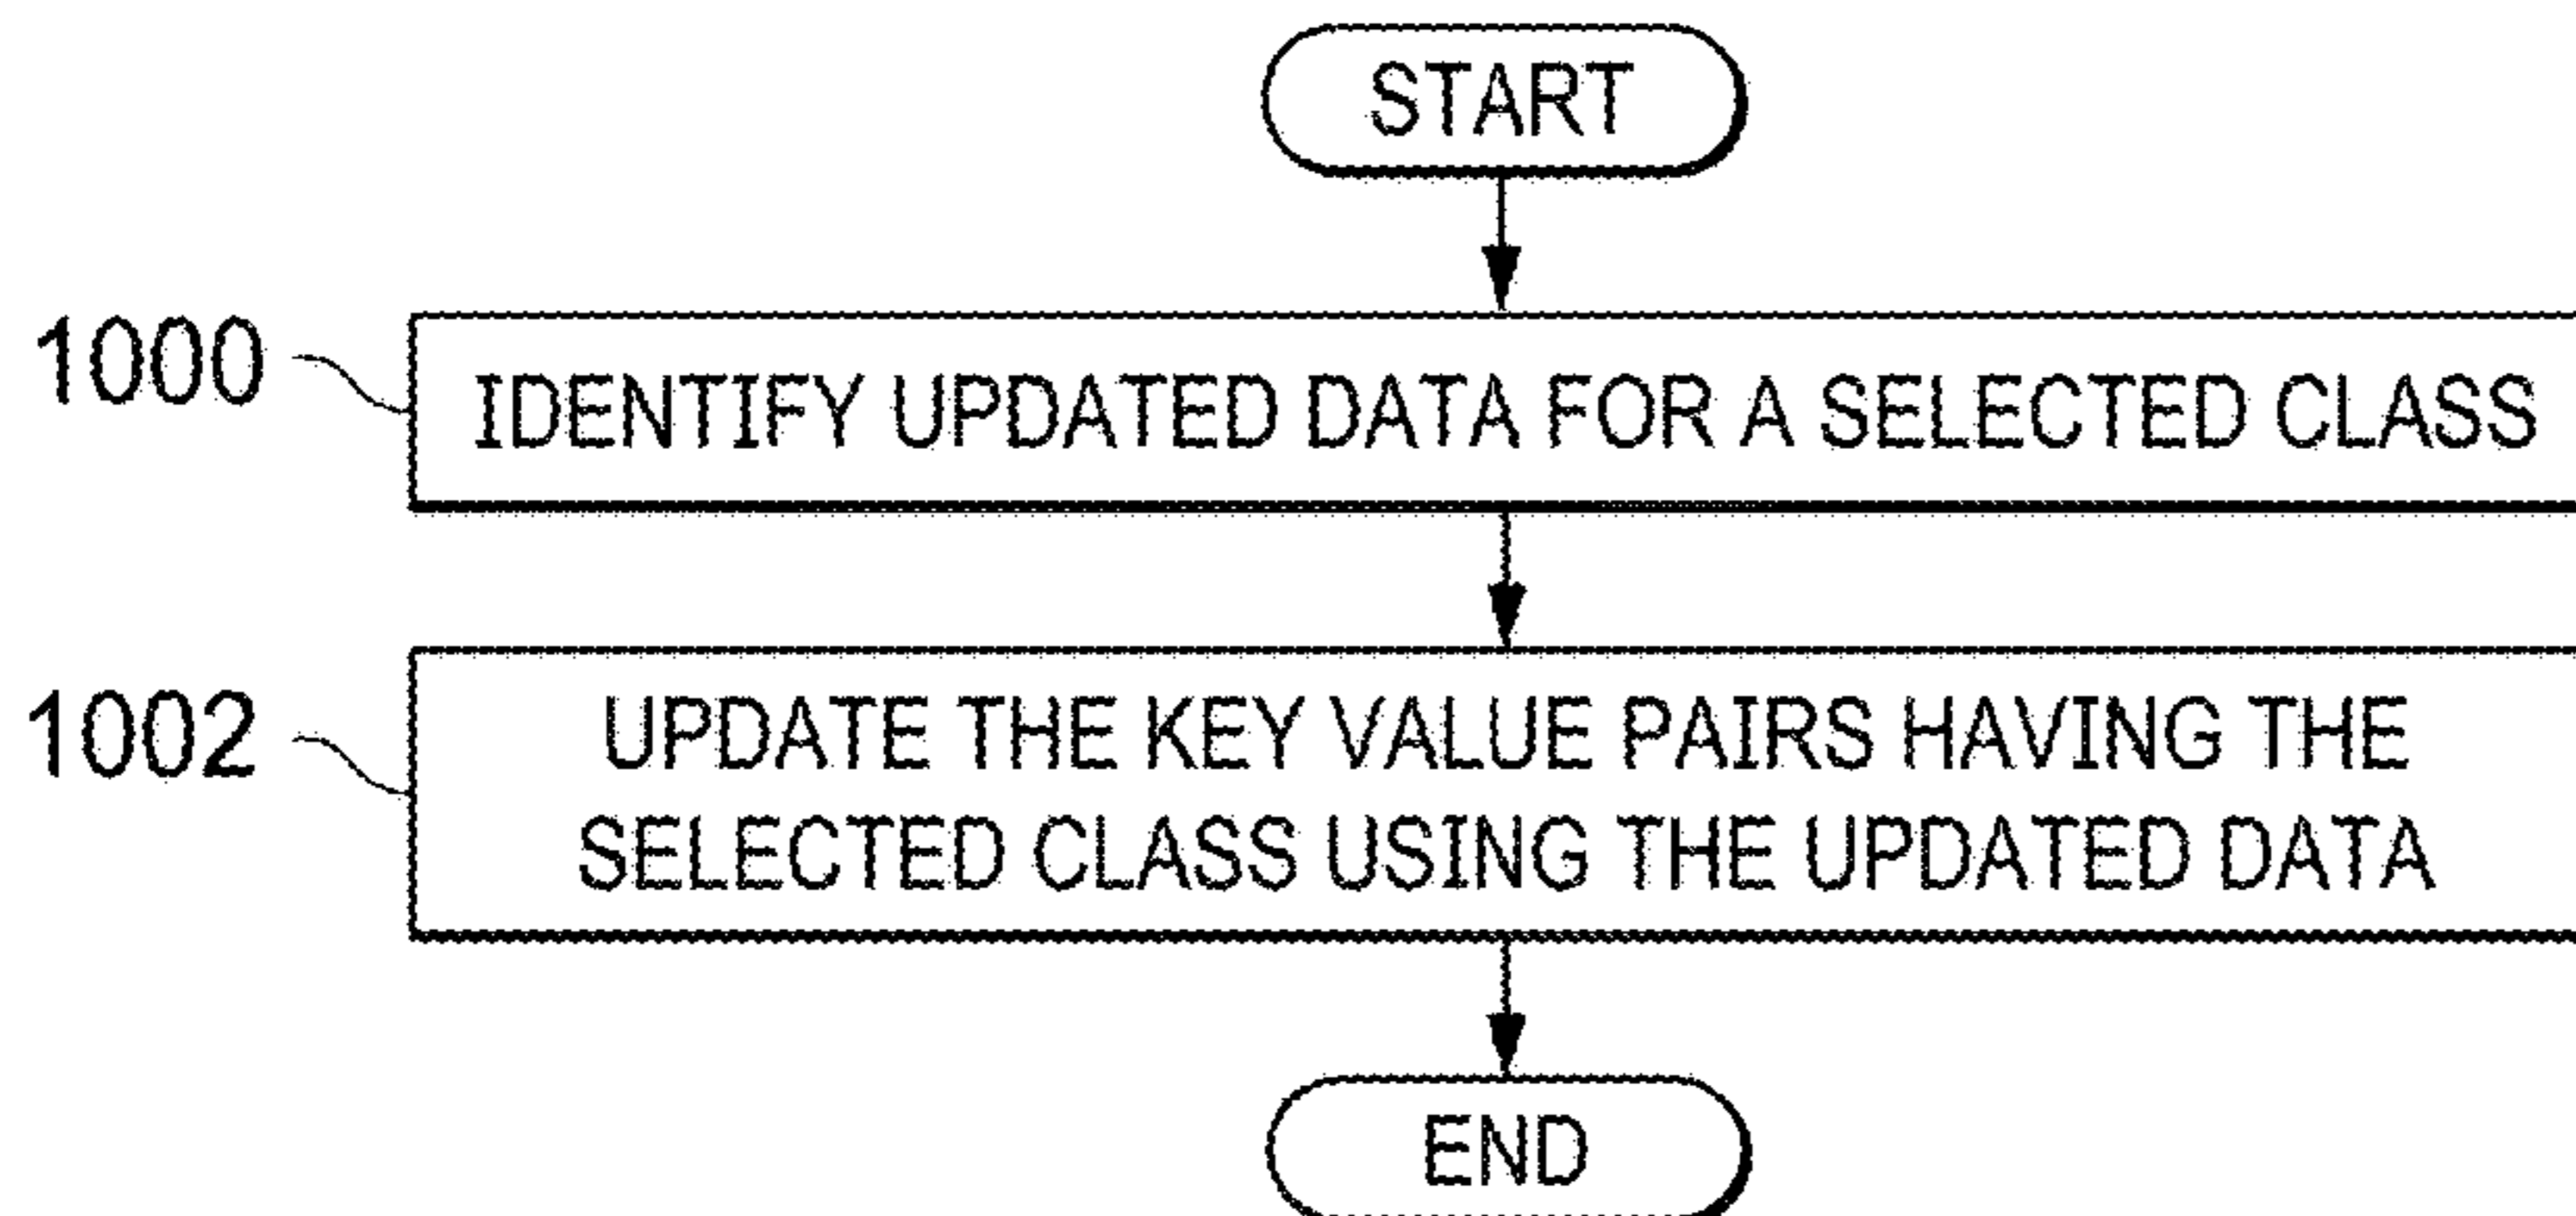 START
1000
IDENTIFY UPDATED DATA FOR A SELECTED CLASS
1002
UPDATE THE KEY VALUE PAIRS HAVING THE
SELECTED CLASS USING THE UPDATED DATA
END